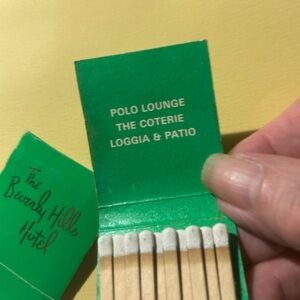 POLO LOUNGE
THE COTERIE
LOGGIA & PATIO
The
Beverly Hills
Hotel